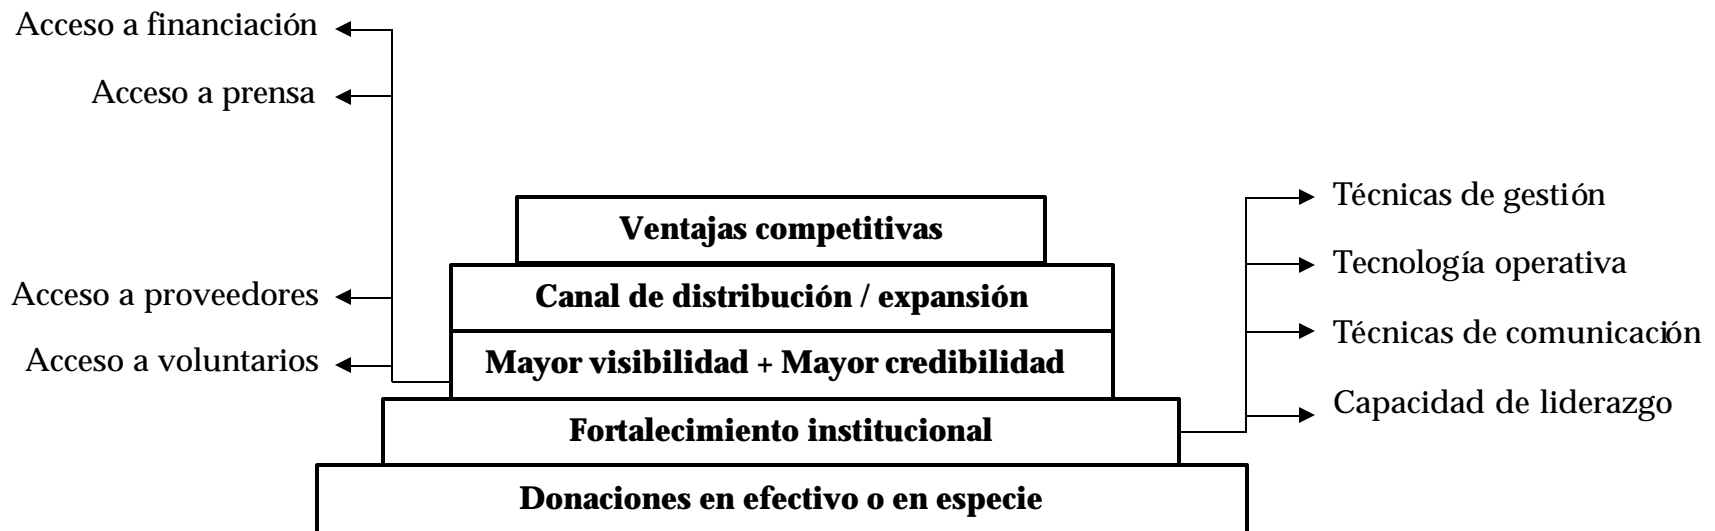 Acceso a financiación
Acceso a prensa
Acceso a proveedores
Acceso a voluntarios
Ventajas competitivas
Canal de distribución / expansión
Mayor visibilidad + Mayor credibilidad
Fortalecimiento institucional
Donaciones en efectivo o en especie
Técnicas de gestión
Tecnología operativa
Técnicas de comunicación
Capacidad de liderazgo